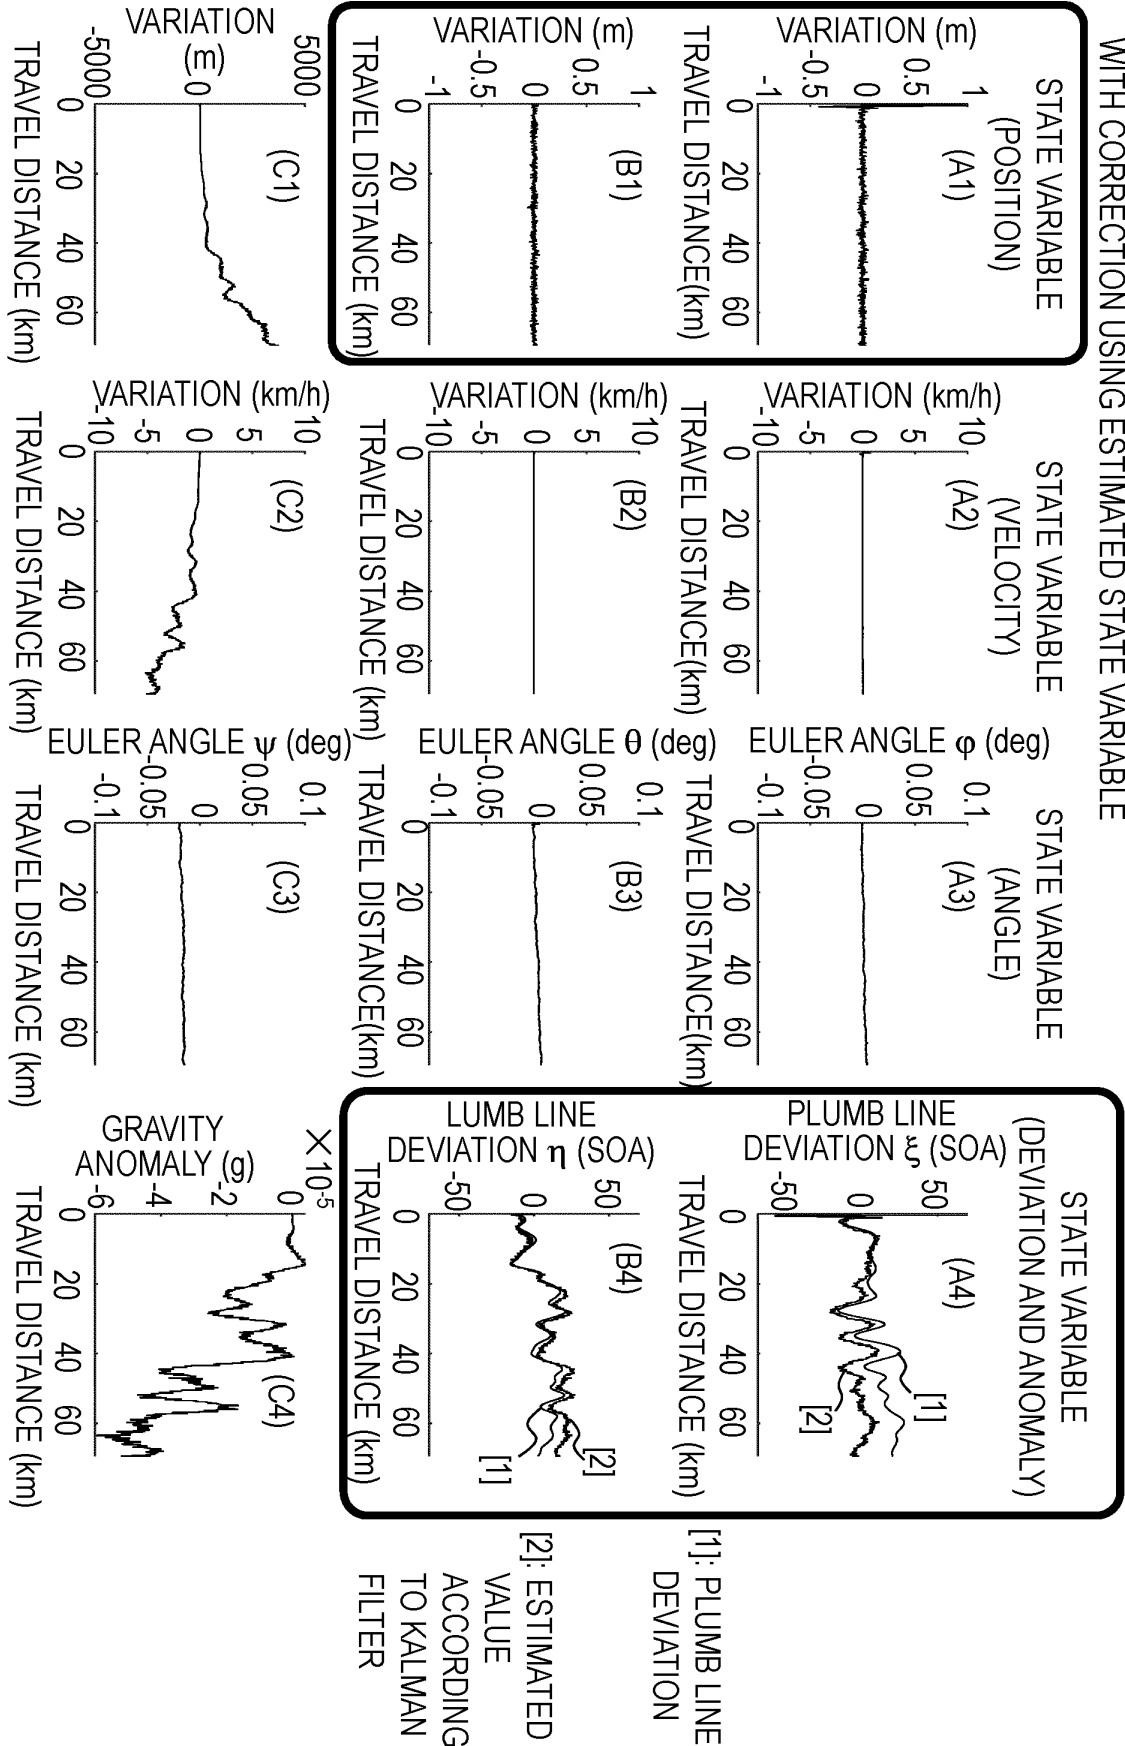 WITH CORRECTION USING ESTIMATED STATE VARIABLE
STATE VARIABLE
(POSITION)
(A1)
VARIATION (m)
1
0.5
0
-0.5
-1
0 20 40 60
TRAVEL DISTANCE(km)
STATE VARIABLE
(VELOCITY)
(A2)
VARIATION (km/h)
10
5
0
-5
-10
0 20 40 60
TRAVEL DISTANCE(km)
STATE VARIABLE
(ANGLE)
(A3)
EULER ANGLE φ (deg)
0.1
0.05
0
-0.05
-0.1
0 20 40 60
TRAVEL DISTANCE(km)
STATE VARIABLE
(DEVIATION AND ANOMALY)
(A4)
PLUMB LINE
DEVIATION ξ (SOA)
50
0
-50
[1]
[2]
0 20 40 60
TRAVEL DISTANCE (km)
(B1)
VARIATION (m)
1
0.5
0
-0.5
-1
0 20 40 60
TRAVEL DISTANCE (km)
(B2)
VARIATION (km/h)
10
5
0
-5
-10
0 20 40 60
TRAVEL DISTANCE (km)
(B3)
EULER ANGLE θ (deg)
0.1
0.05
0
-0.05
-0.1
0 20 40 60
TRAVEL DISTANCE(km)
(B4)
LUMB LINE
DEVIATION η (SOA)
50
0
-50
[2]
[1]
0 20 40 60
TRAVEL DISTANCE (km)
(C1)
VARIATION
(m)
5000
0
-5000
0 20 40 60
TRAVEL DISTANCE (km)
(C2)
VARIATION (km/h)
10
5
0
-5
-10
0 20 40 60
TRAVEL DISTANCE (km)
(C3)
EULER ANGLE ψ (deg)
0.1
0.05
0
-0.05
-0.1
0 20 40 60
TRAVEL DISTANCE (km)
×10-5
(C4)
GRAVITY
ANOMALY (g)
0
-2
-4
-6
0 20 40 60
TRAVEL DISTANCE (km)
[1]: PLUMB LINE
DEVIATION
[2]: ESTIMATED
VALUE
ACCORDING
TO KALMAN
FILTER